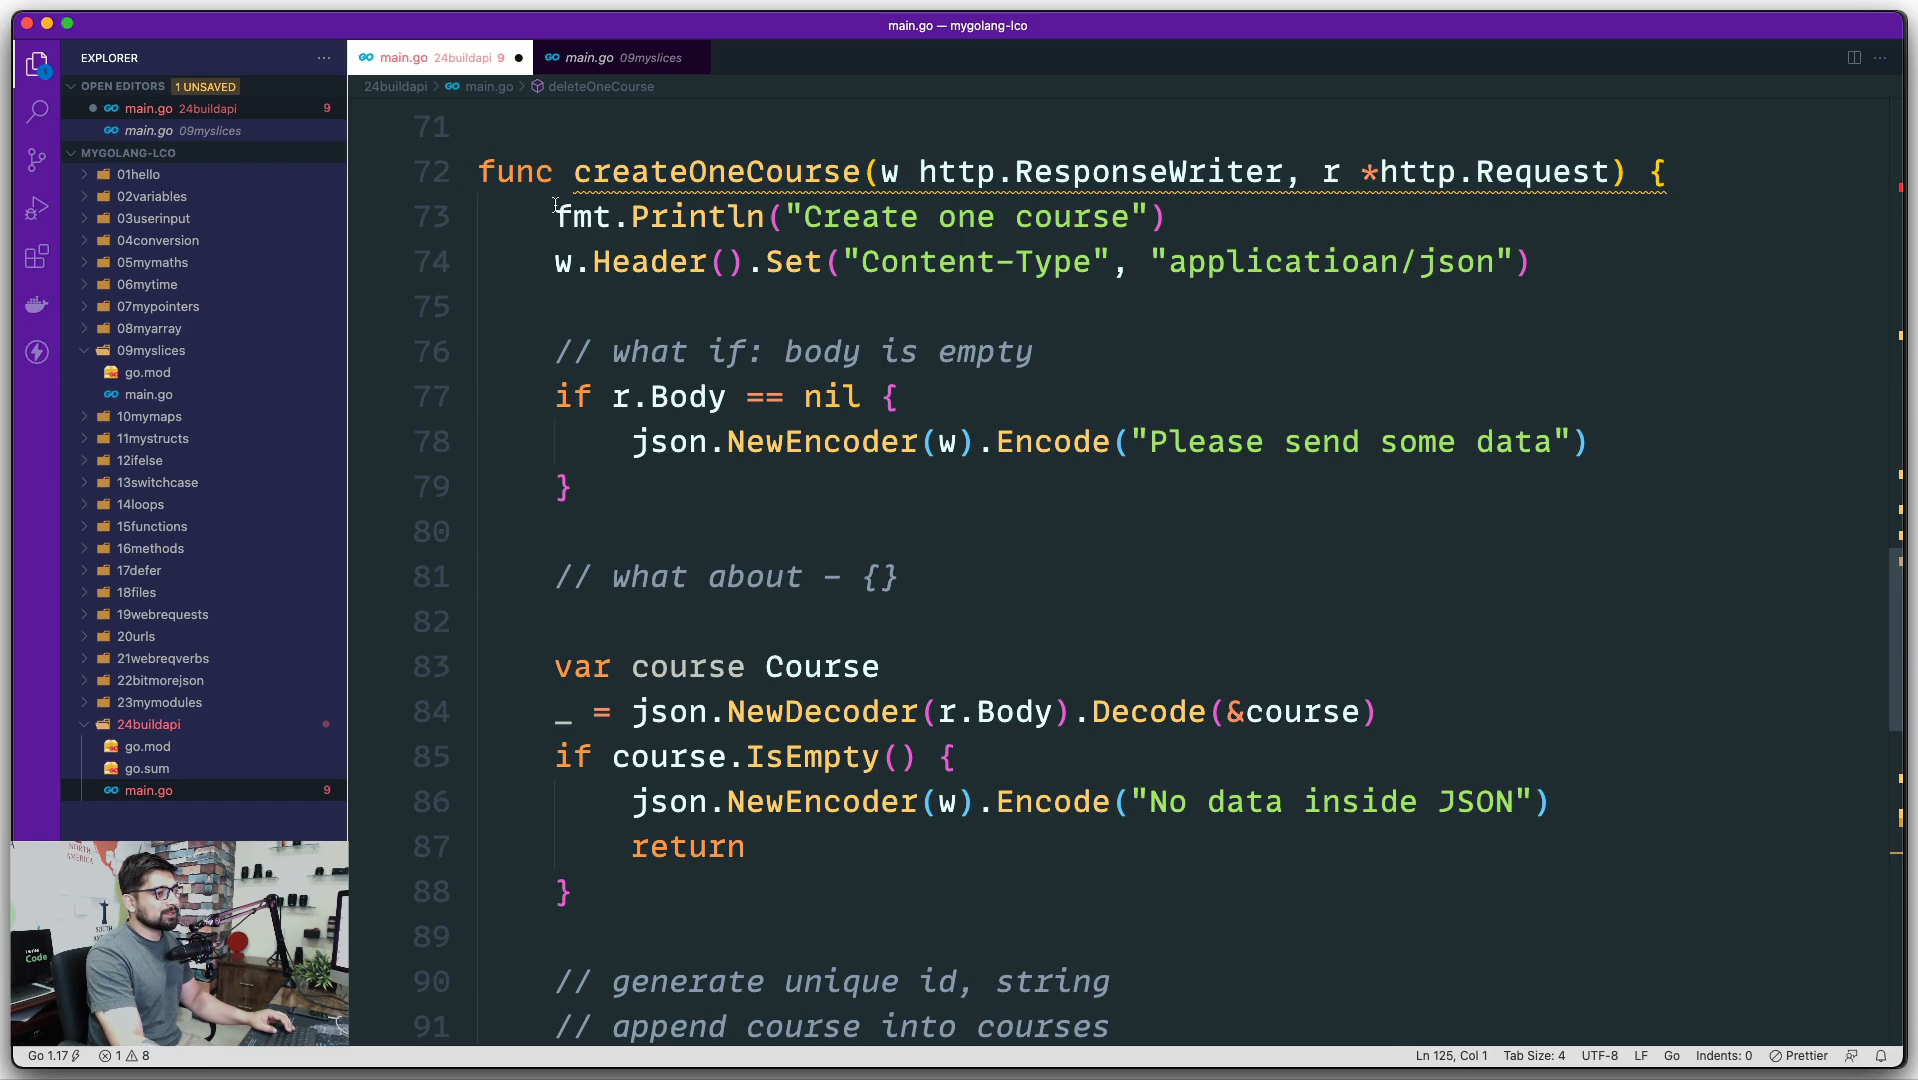 main.go — mygolang-lco
EXPLORER
main.go 24buildapi 9
main.go 09myslices
OPEN EDITORS 1 UNSAVED
main.go 24buildapi 9
main.go 09myslices
MYGOLANG-LCO
01hello
02variables
03userinput
04conversion
05mymaths
06mytime
07mypointers
08myarray
09myslices
go.mod
main.go
10mymaps
11mystructs
12ifelse
13switchcase
14loops
15functions
16methods
17defer
18files
19webrequests
20urls
21webreqverbs
22bitmorejson
23mymodules
24buildapi
go.mod
go.sum
main.go 9
24buildapi > main.go > deleteOneCourse
71
72 func createOneCourse(w http.ResponseWriter, r *http.Request) {
73 fmt.Println("Create one course")
74 w.Header().Set("Content-Type", "applicatioan/json")
75
76 // what if: body is empty
77 if r.Body == nil {
78 json.NewEncoder(w).Encode("Please send some data")
79 }
80
81 // what about - {}
82
83 var course Course
84 _ = json.NewDecoder(r.Body).Decode(&course)
85 if course.IsEmpty() {
86 json.NewEncoder(w).Encode("No data inside JSON")
87 return
88 }
89
90 // generate unique id, string
91 // append course into courses
NORTH
AMERICA
Code
Go 1.17 1 8
Ln 125, Col 1 Tab Size: 4 UTF-8 LF Go Indents: 0 Prettier